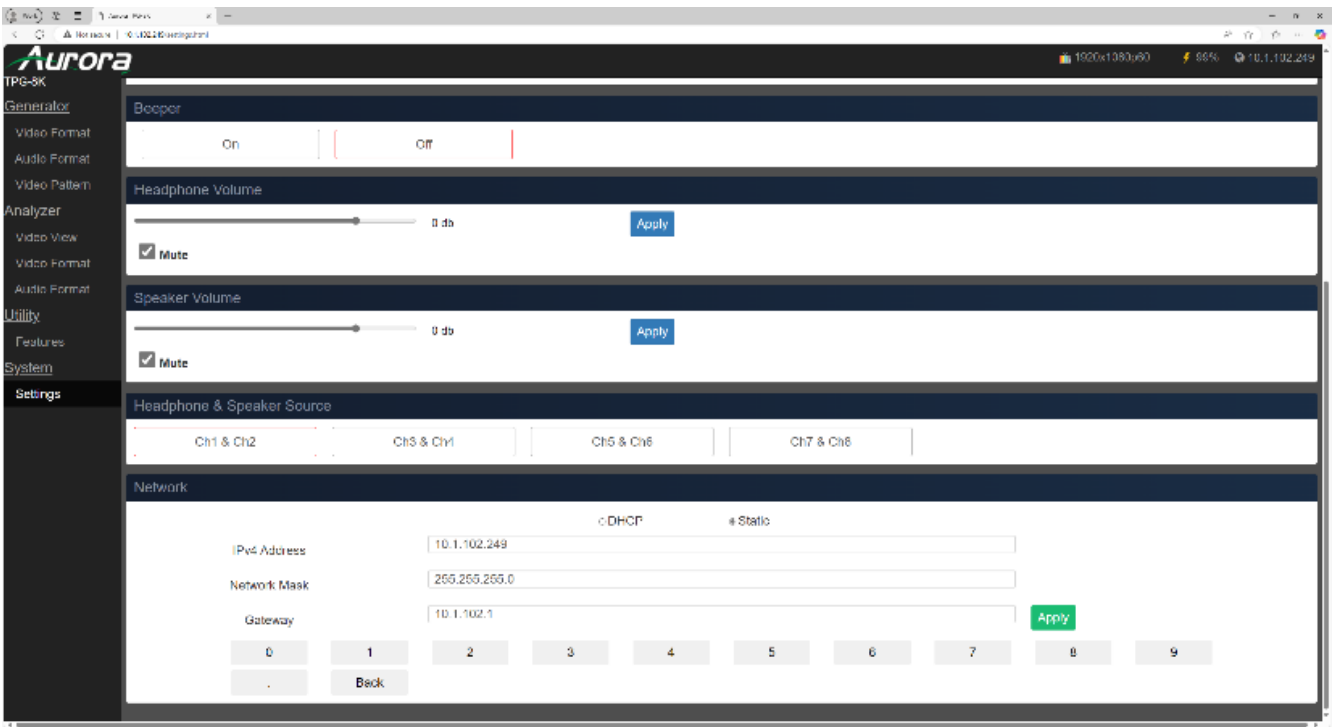 Not secure
Aurora
1920x1080p60 99% 10.1.102.249
TPG-8K
Generator
Video Format
Audio Format
Video Pattern
Analyzer
Video View
Video Format
Audio Format
Utility
Features
System
Settings
Beeper
On Off
Headphone Volume
0 db Apply
Mute
Speaker Volume
0 db Apply
Mute
Headphone & Speaker Source
Ch1 & Ch2 Ch3 & Ch4 Ch5 & Ch6 Ch7 & Ch8
Network
DHCP Static
IPv4 Address 10.1.102.249
Network Mask 255.255.255.0
Gateway 10.1.102.1 Apply
0 1 2 3 4 5 6 7 8 9
. Back